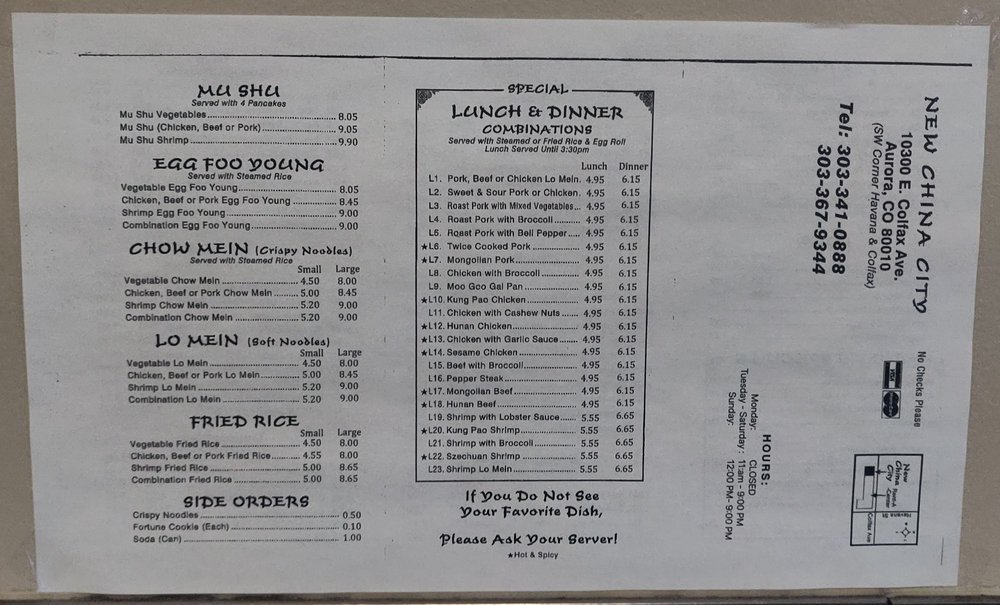 MU SHU
Served with 4 Pancakes
Mu Shu Vegetables 8.05
Mu Shu (Chicken, Beef or Pork) 9.05
Mu Shu Shrimp 9.90
EGG FOO YOUNG
Served with Steamed Rice
Vegetable Egg Foo Young 8.05
Chicken, Beef or Pork Egg Foo Young 8.45
Shrimp Egg Foo Young 9.00
Combination Egg Foo Young 9.00
CHOW MEIN (Crispy Noodles)
Served with Steamed Rice
Small Large
Vegetable Chow Mein 4.50 8.00
Chicken, Beef or Pork Chow Mein 5.00 8.45
Shrimp Chow Mein 5.20 9.00
Combination Chow Mein 5.20 9.00
LO MEIN (Soft Noodles)
Small Large
Vegetable Lo Mein 4.50 8.00
Chicken, Beef or Pork Lo Mein 5.00 8.45
Shrimp Lo Mein 5.20 9.00
Combination Lo Mein 5.20 9.00
FRIED RICE
Small Large
Vegetable Fried Rice 4.50 8.00
Chicken, Beef or Pork Fried Rice 4.55 8.00
Shrimp Fried Rice 5.00 8.65
Combination Fried Rice 5.00 8.65
SIDE ORDERS
Crispy Noodles 0.50
Fortune Cookie (Each) 0.10
Soda (Can) 1.00
SPECIAL
LUNCH & DINNER
COMBINATIONS
Served with Steamed or Fried Rice & Egg Roll
Lunch Served Until 3:30pm
Lunch Dinner
L1. Pork, Beef or Chicken Lo Mein. 4.95 6.15
L2. Sweet & Sour Pork or Chicken. 4.95 6.15
L3. Roast Pork with Mixed Vegetables 4.95 6.15
L4. Roast Pork with Broccoli 4.95 6.15
L5. Roast Pork with Bell Pepper 4.95 6.15
★L6. Twice Cooked Pork 4.95 6.15
★L7. Mongolian Pork 4.95 6.15
L8. Chicken with Broccoli 4.95 6.15
L9. Moo Goo Gai Pan 4.95 6.15
★L10. Kung Pao Chicken 4.95 6.15
L11. Chicken with Cashew Nuts 4.95 6.15
★L12. Hunan Chicken 4.95 6.15
★L13. Chicken with Garlic Sauce 4.95 6.15
★L14. Sesame Chicken 4.95 6.15
L15. Beef with Broccoli 4.95 6.15
L16. Pepper Steak 4.95 6.15
★L17. Mongolian Beef 4.95 6.15
★L18. Hunan Beef 4.95 6.15
L19. Shrimp with Lobster Sauce 5.55 6.65
★L20. Kung Pao Shrimp 5.55 6.65
L21. Shrimp with Broccoli 5.55 6.65
★L22. Szechuan Shrimp 5.55 6.65
L23. Shrimp Lo Mein 5.55 6.65
If You Do Not See
Your Favorite Dish,
Please Ask Your Server!
★Hot & Spicy
NEW CHINA CITY
10300 E. Colfax Ave.
Aurora, CO 80010
(SW Corner Havana & Colfax)
Tel: 303-341-0888
303-367-9344
No Checks Please
VISA
HOURS:
Monday: CLOSED
Tuesday - Saturday: 11am - 9:00 PM
Sunday: 12:00 PM- 9:00 PM
New
China
City
Colfax Ave
Havana St